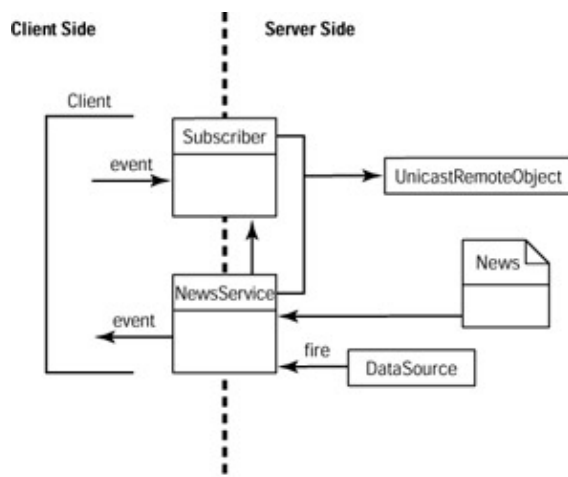 Client Side
Server Side
Client
Subscriber
event
UnicastRemoteObject
News
NewsService
event
fire
DataSource